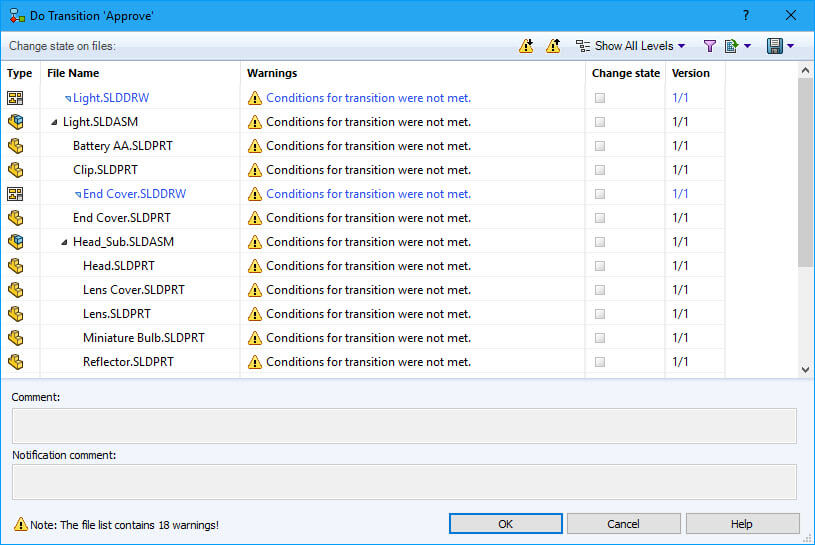 Do Transition 'Approve' ?
Change state on files: Show All Levels
Type File Name Warnings Change state Version
Light.SLDDRW Conditions for transition were not met. 1/1
Light.SLDASM Conditions for transition were not met. 1/1
Battery AA.SLDPRT Conditions for transition were not met. 1/1
Clip.SLDPRT Conditions for transition were not met. 1/1
End Cover.SLDDRW Conditions for transition were not met. 1/1
End Cover.SLDPRT Conditions for transition were not met. 1/1
Head_Sub.SLDASM Conditions for transition were not met. 1/1
Head.SLDPRT Conditions for transition were not met. 1/1
Lens Cover.SLDPRT Conditions for transition were not met. 1/1
Lens.SLDPRT Conditions for transition were not met. 1/1
Miniature Bulb.SLDPRT Conditions for transition were not met. 1/1
Reflector.SLDPRT Conditions for transition were not met. 1/1
Comment:
Notification comment:
Note: The file list contains 18 warnings! OK Cancel Help